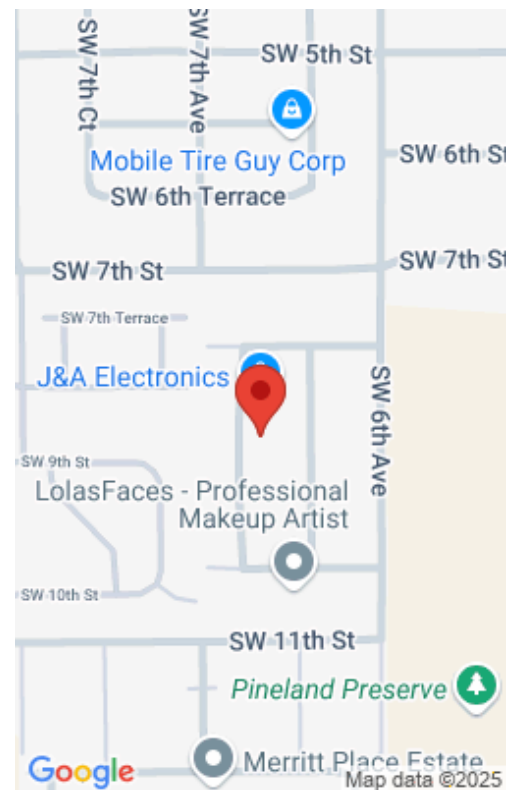 SW 7th Ct
SW 7th Ave
SW 5th St
Mobile Tire Guy Corp
SW 6th St
SW 6th Terrace
SW 7th St
SW 7th St
SW 7th Terrace
J&A Electronics
SW 6th Ave
SW 9th St
LolasFaces - Professional
Makeup Artist
SW 10th St
SW 11th St
Pineland Preserve
Merritt Place Estate
Google
Map data ©2025